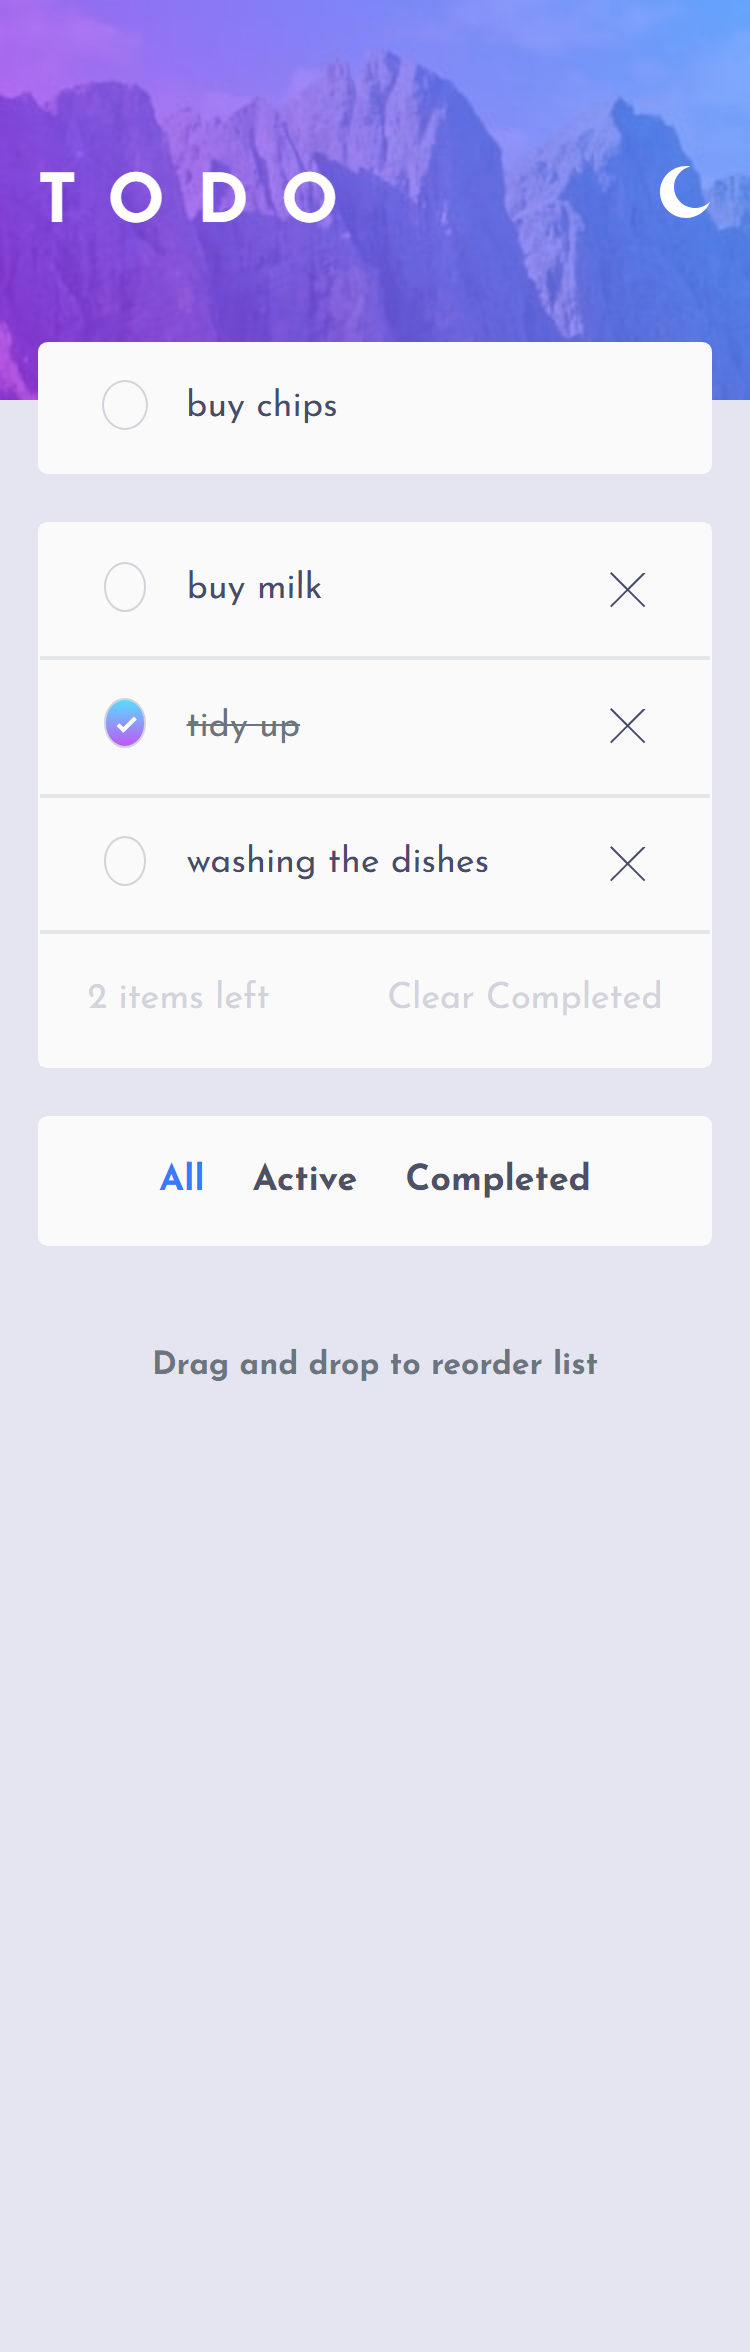 TODO
buy chips
buy milk
tidy up
washing the dishes
2 items left Clear Completed
All Active Completed
Drag and drop to reorder list